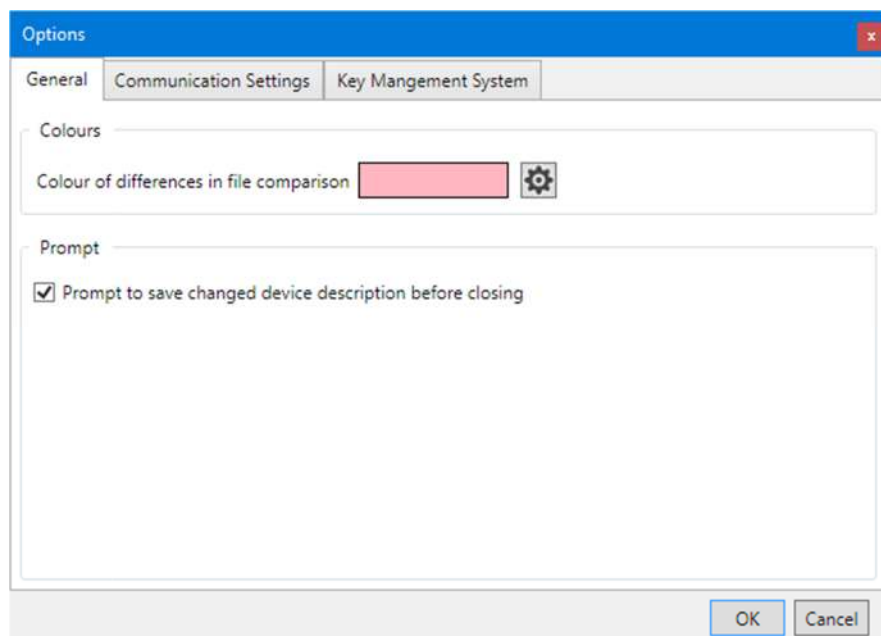 Options
x
General
Communication Settings
Key Mangement System
Colours
Colour of differences in file comparison
Prompt
Prompt to save changed device description before closing
OK
Cancel